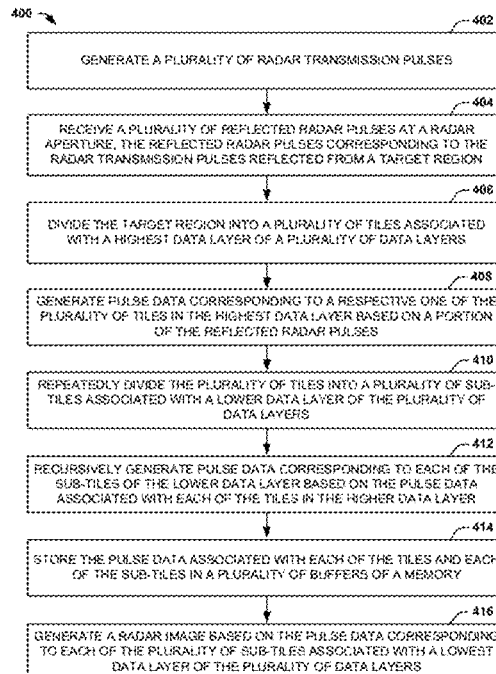 400
402
GENERATE A PLURALITY OF RADAR TRANSMISSION PULSES
404
RECEIVE A PLURALITY OF REFLECTED RADAR PULSES AT A RADAR
APERTURE, THE REFLECTED RADAR PULSES CORRESPONDING TO THE
RADAR TRANSMISSION PULSES REFLECTED FROM A TARGET REGION
406
DIVIDE THE TARGET REGION INTO A PLURALITY OF TILES ASSOCIATED
WITH A HIGHEST DATA LAYER OF A PLURALITY OF DATA LAYERS
408
GENERATE PULSE DATA CORRESPONDING TO A RESPECTIVE ONE OF THE
PLURALITY OF TILES IN THE HIGHEST DATA LAYER BASED ON A PORTION
OF THE REFLECTED RADAR PULSES
410
REPEATEDLY DIVIDE THE PLURALITY OF TILES INTO A PLURALITY OF SUB-
TILES ASSOCIATED WITH A LOWER DATA LAYER OF THE PLURALITY OF
DATA LAYERS
412
RECURSIVELY GENERATE PULSE DATA CORRESPONDING TO EACH OF THE
SUB-TILES OF THE LOWER DATA LAYER BASED ON THE PULSE DATA
ASSOCIATED WITH EACH OF THE TILES IN THE HIGHER DATA LAYER
414
STORE THE PULSE DATA ASSOCIATED WITH EACH OF THE TILES AND EACH
OF THE SUB-TILES IN A PLURALITY OF BUFFERS OF A MEMORY
416
GENERATE A RADAR IMAGE BASED ON THE PULSE DATA CORRESPONDING
TO EACH OF THE PLURALITY OF SUB-TILES ASSOCIATED WITH A LOWEST
DATA LAYER OF THE PLURALITY OF DATA LAYERS